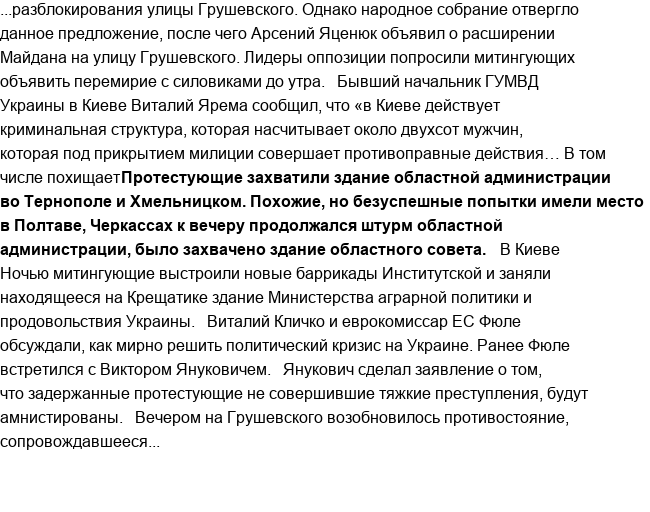 ...разблокирования улицы Грушевского. Однако народное собрание отвергло
данное предложение, после чего Арсений Яценюк объявил о расширении
Майдана на улицу Грушевского. Лидеры оппозиции попросили митингующих
объявить перемирие с силовиками до утра.   Бывший начальник ГУМВД
Украины в Киеве Виталий Ярема сообщил, что «в Киеве действует
криминальная структура, которая насчитывает около двухсот мужчин,
которая под прикрытием милиции совершает противоправные действия… В том
числе похищаетПротестующие захватили здание областной администрации
во Тернополе и Хмельницком. Похожие, но безуспешные попытки имели место
в Полтаве, Черкассах к вечеру продолжался штурм областной
администрации, было захвачено здание областного совета.   В Киеве
Ночью митингующие выстроили новые баррикады Институтской и заняли
находящееся на Крещатике здание Министерства аграрной политики и
продовольствия Украины.   Виталий Кличко и еврокомиссар ЕС Фюле
обсуждали, как мирно решить политический кризис на Украине. Ранее Фюле
встретился с Виктором Януковичем.   Янукович сделал заявление о том,
что задержанные протестующие не совершившие тяжкие преступления, будут
амнистированы.   Вечером на Грушевского возобновилось противостояние,
сопровождавшееся...